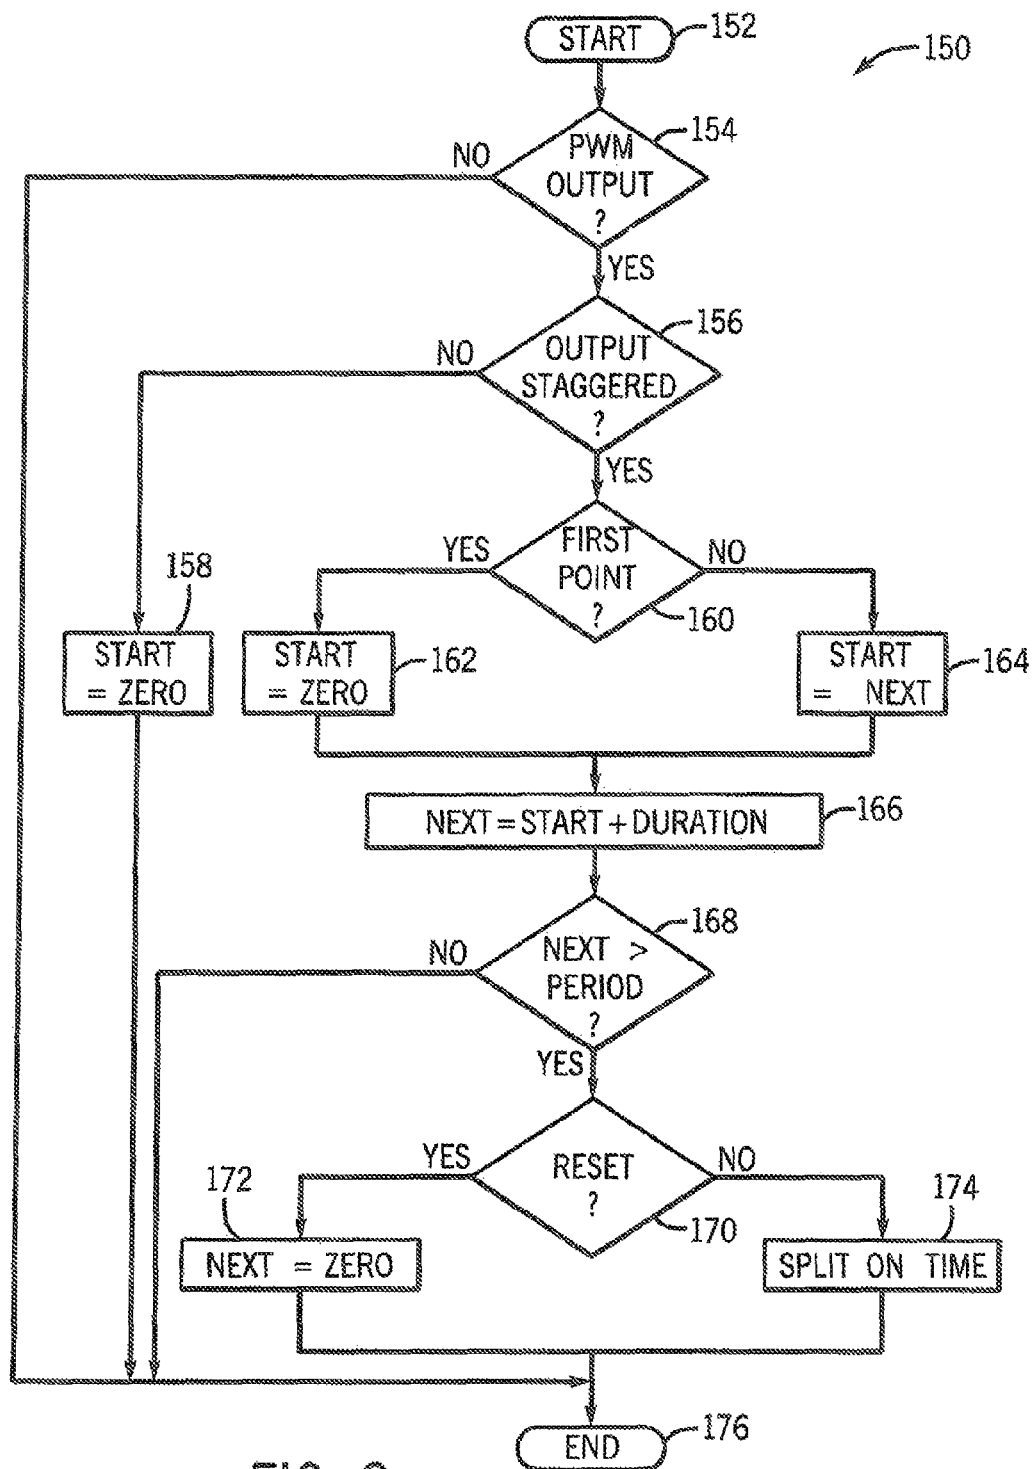 START
152
150
154
NO
PWM
OUTPUT
?
YES
156
NO
OUTPUT
STAGGERED
?
YES
YES
FIRST
POINT
?
NO
160
158
START
= ZERO
START
= ZERO
162
START
= NEXT
164
NEXT = START + DURATION
166
168
NO
NEXT >
PERIOD
?
YES
YES
RESET
?
NO
170
172
NEXT = ZERO
174
SPLIT ON TIME
END
176